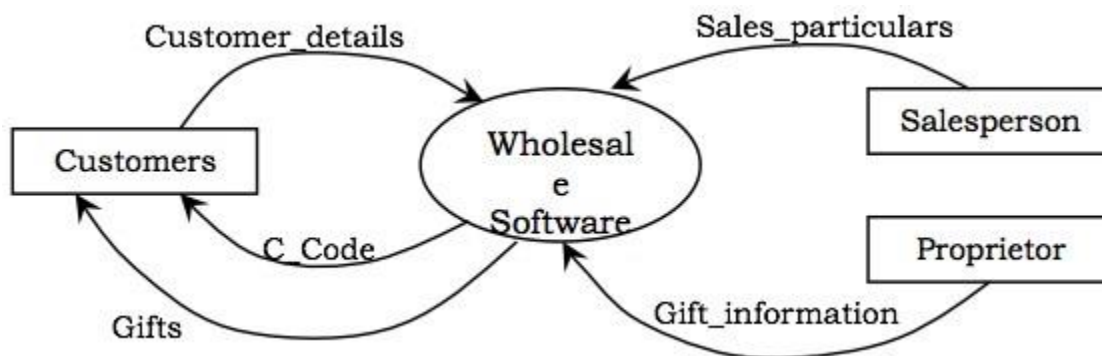 Customer_details
Sales_particulars
Customers
Wholesal
e
Software
Salesperson
C_Code
Proprietor
Gifts
Gift_information